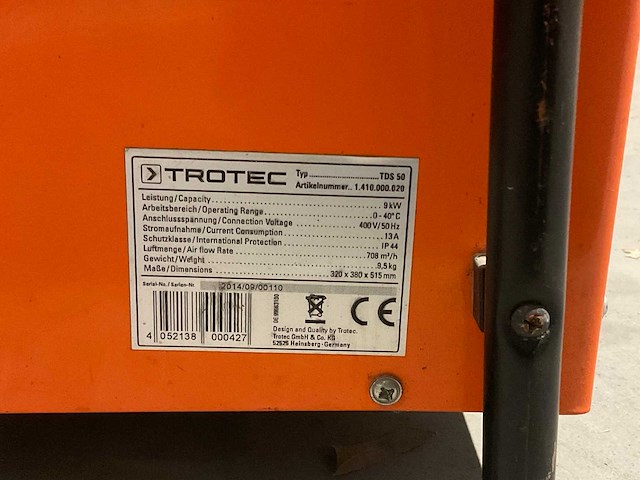 TROTEC
Typ ........................... TDS 50
Artikelnummer.. 1.410.000.020
Leistung/Capacity ........................... 9 kW
Arbeitsbereich/Operating Range ........................... 0 - 40°C
Anschlussspannung/Connection Voltage ........................... 400 V/50 Hz
Stromaufnahme/Current Consumption ........................... 13 A
Schutzklasse/International Protection ........................... IP 44
Luftmenge/Air flow Rate ........................... 708 m³/h
Gewicht/Weight ........................... 9,5 kg
Maße/Dimensions ........................... 320 x 380 x 515 mm
Serial-No./Serien-Nr. 2014/09/00110
4 052138 000427
CE
Design and Quality by Trotec.
Trotec GmbH & Co. KG
52525 Heinsberg · Germany